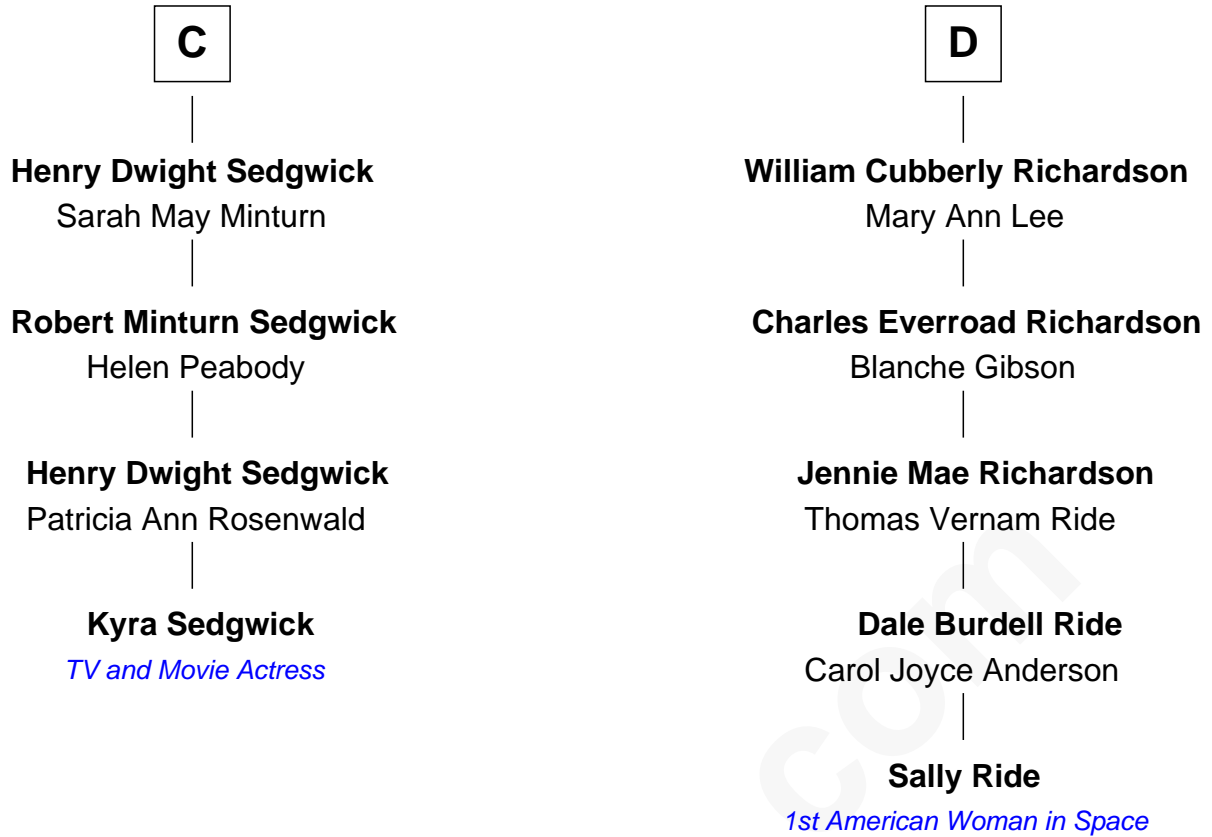 C
Henry Dwight Sedgwick
Sarah May Minturn
Robert Minturn Sedgwick
Helen Peabody
Henry Dwight Sedgwick
Patricia Ann Rosenwald
Kyra Sedgwick
TV and Movie Actress
D
William Cubberly Richardson
Mary Ann Lee
Charles Everroad Richardson
Blanche Gibson
Jennie Mae Richardson
Thomas Vernam Ride
Dale Burdell Ride
Carol Joyce Anderson
Sally Ride
1st American Woman in Space
com